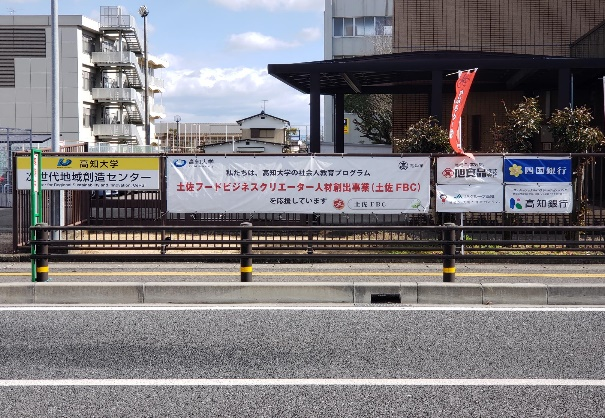 高知大学
次世代地域創造センター
高知大学
私たちは、高知大学の社会人教育プログラム
土佐フードビジネスクリエーター人材創出事業(土佐FBC)
を応援しています
土佐FBC
旭食品
四国銀行
高知銀行